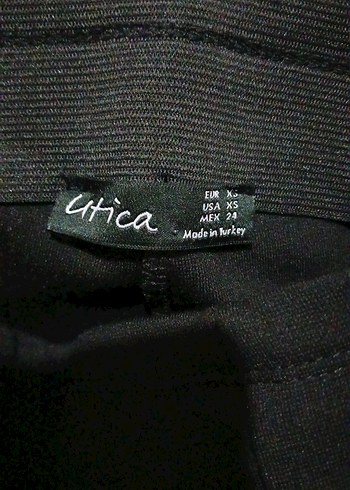 utica
EUR XS
USA XS
MEX 24
Made in Turkey